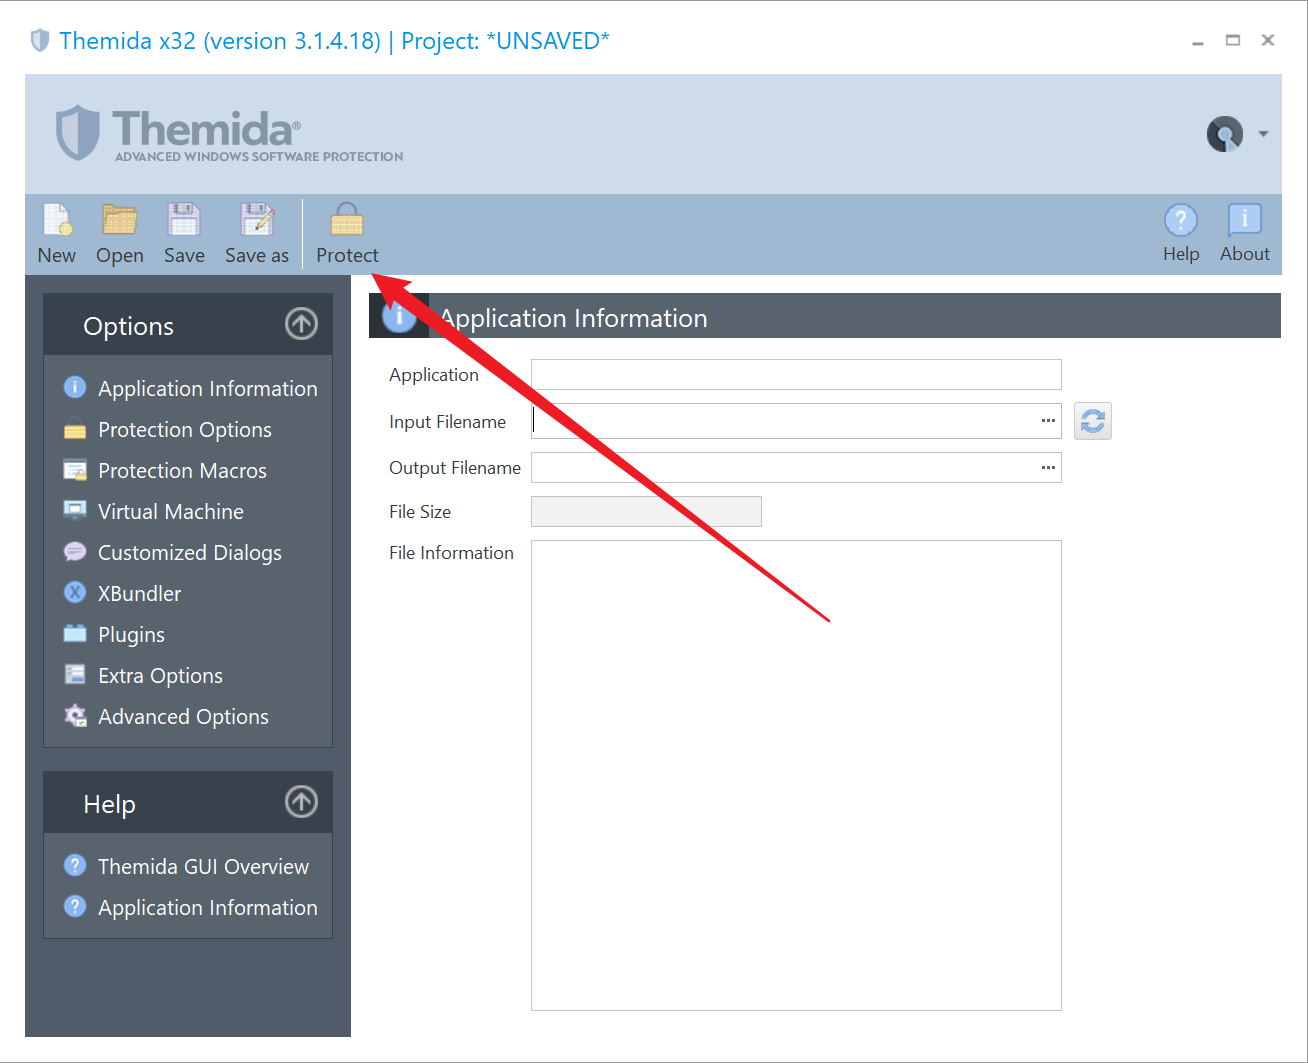 Themida x32 (version 3.1.4.18) | Project: *UNSAVED*
Themida®
ADVANCED WINDOWS SOFTWARE PROTECTION
New Open Save Save as Protect Help About
Options
Application Information
Protection Options
Protection Macros
Virtual Machine
Customized Dialogs
XBundler
Plugins
Extra Options
Advanced Options
Help
Themida GUI Overview
Application Information
Application Information
Application
Input Filename
Output Filename
File Size
File Information